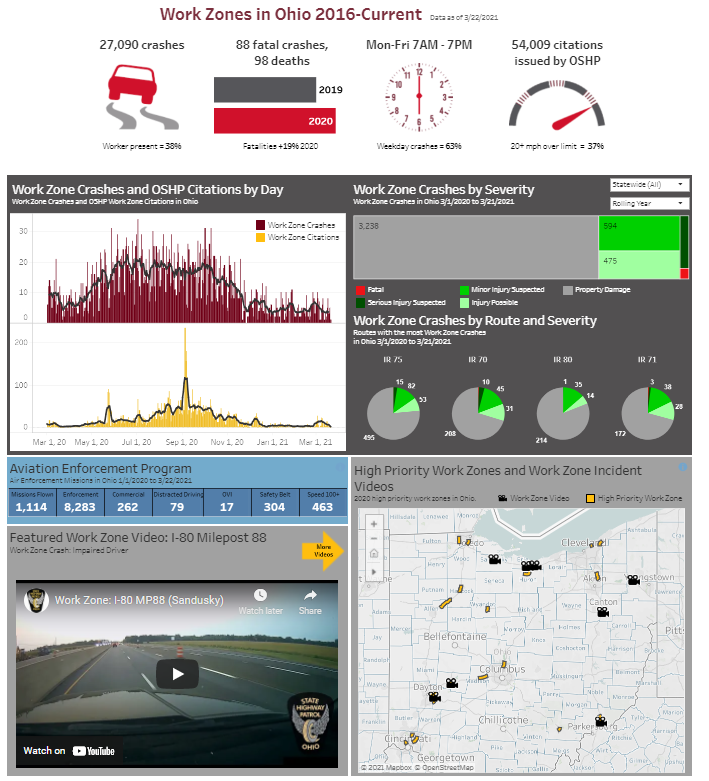 Work Zones in Ohio 2016-Current Data as of 3/22/2021
27,090 crashes
88 fatal crashes,
98 deaths
Mon-Fri 7AM - 7PM
54,009 citations
issued by OSHP
2019
2020
12
3
6
9
Worker present = 38%
Fatalities +19% 2020
Weekday crashes = 63%
20+ mph over limit = 37%
Work Zone Crashes and OSHP Citations by Day
Work Zone Crashes and OSHP Work Zone Citations in Ohio
Work Zone Crashes
Work Zone Citations
30
20
10
0
200
100
0
Mar 1, 20
May 1, 20
Jul 1, 20
Sep 1, 20
Nov 1, 20
Jan 1, 21
Mar 1, 21
Work Zone Crashes by Severity
Work Zone Crashes in Ohio 3/1/2020 to 3/21/2021
Statewide (All)
Rolling Year
3,238
594
475
Fatal
Minor Injury Suspected
Property Damage
Serious Injury Suspected
Injury Possible
Work Zone Crashes by Route and Severity
Routes with the most Work Zone Crashes
in Ohio 3/1/2020 to 3/21/2021
IR 75
IR 70
IR 80
IR 71
15 82
53
495
10
45
31
208
1 35
14
214
3
38
28
172
Aviation Enforcement Program
Air Enforcement Missions in Ohio 1/1/2020 to 3/22/2021
Missions Flown
Enforcement
Commercial
Distracted Driving
OVI
Safety Belt
Speed 100+
1,114
8,283
262
79
17
304
463
Featured Work Zone Video: I-80 Milepost 88
Work Zone Crash: Impaired Driver
More
Videos
Work Zone: I-80 MP88 (Sandusky)
Watch later
Share
STATE
HIGHWAY
PATROL
OHIO
Watch on YouTube
High Priority Work Zones and Work Zone Incident
Videos
2020 high priority work zones in Ohio.
Work Zone Video
High Priority Work Zone
+
−
Cleveland
Canton
Bellefontaine
Ohio
Columbus
Dayton
Chillicothe
Georgetown
© 2021 Mapbox © OpenStreetMap